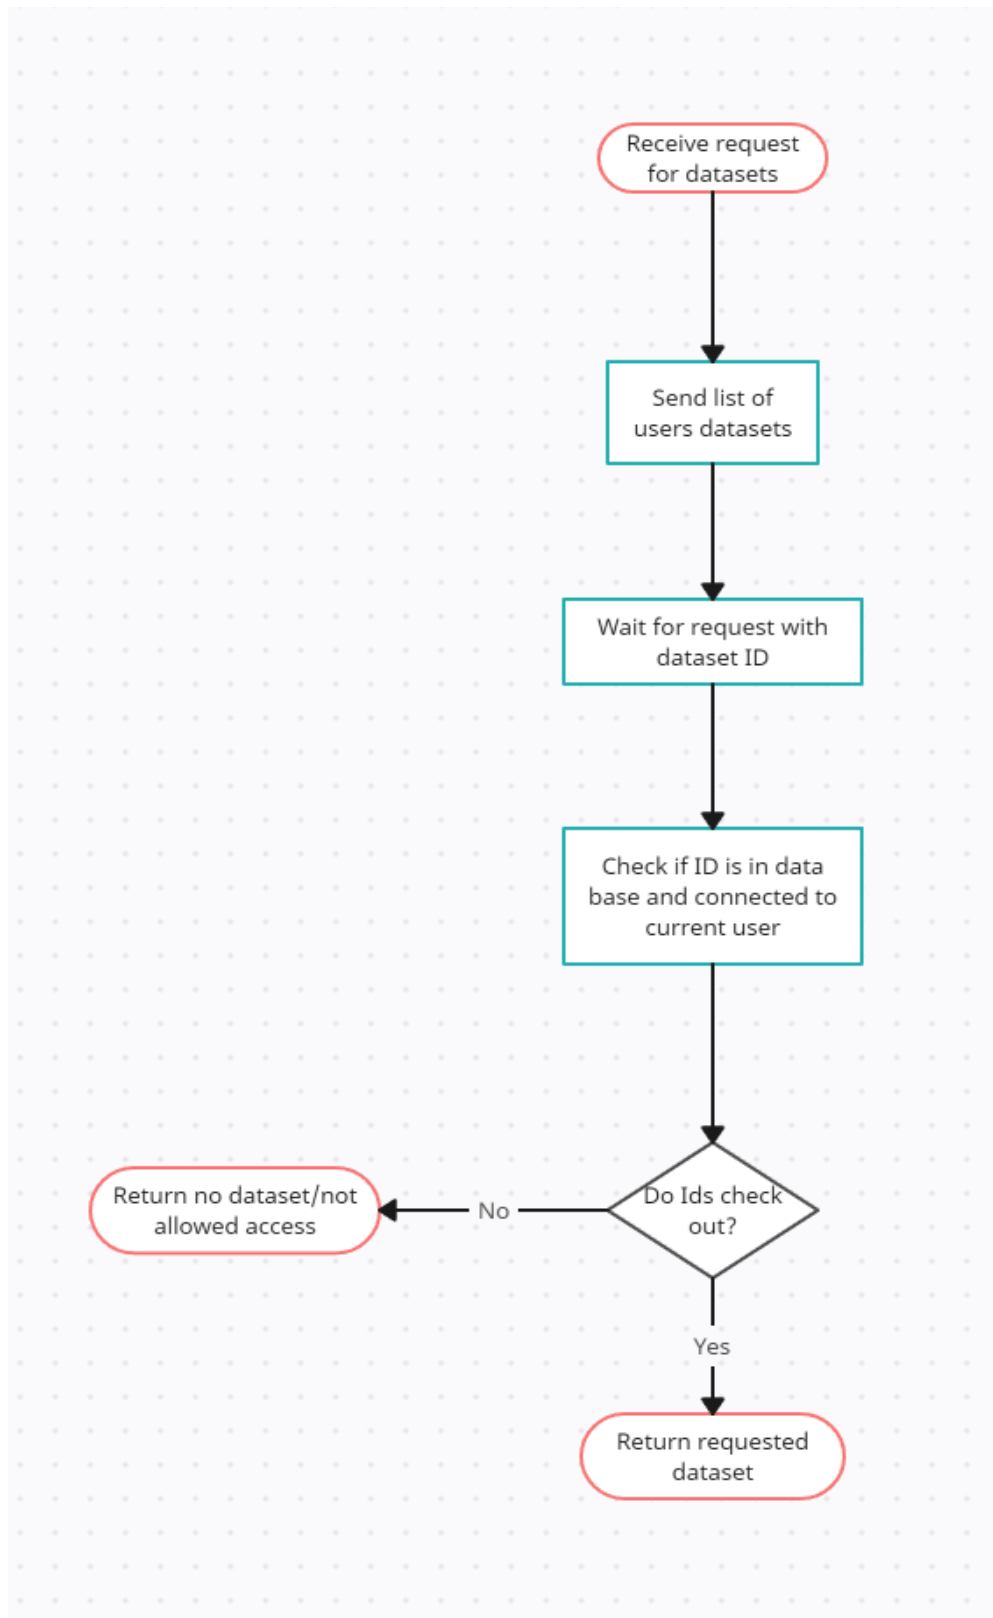 Receive request
for datasets
Send list of
users datasets
Wait for request with
dataset ID
Check if ID is in data
base and connected to
current user
Do Ids check
out?
No
Return no dataset/not
allowed access
Yes
Return requested
dataset